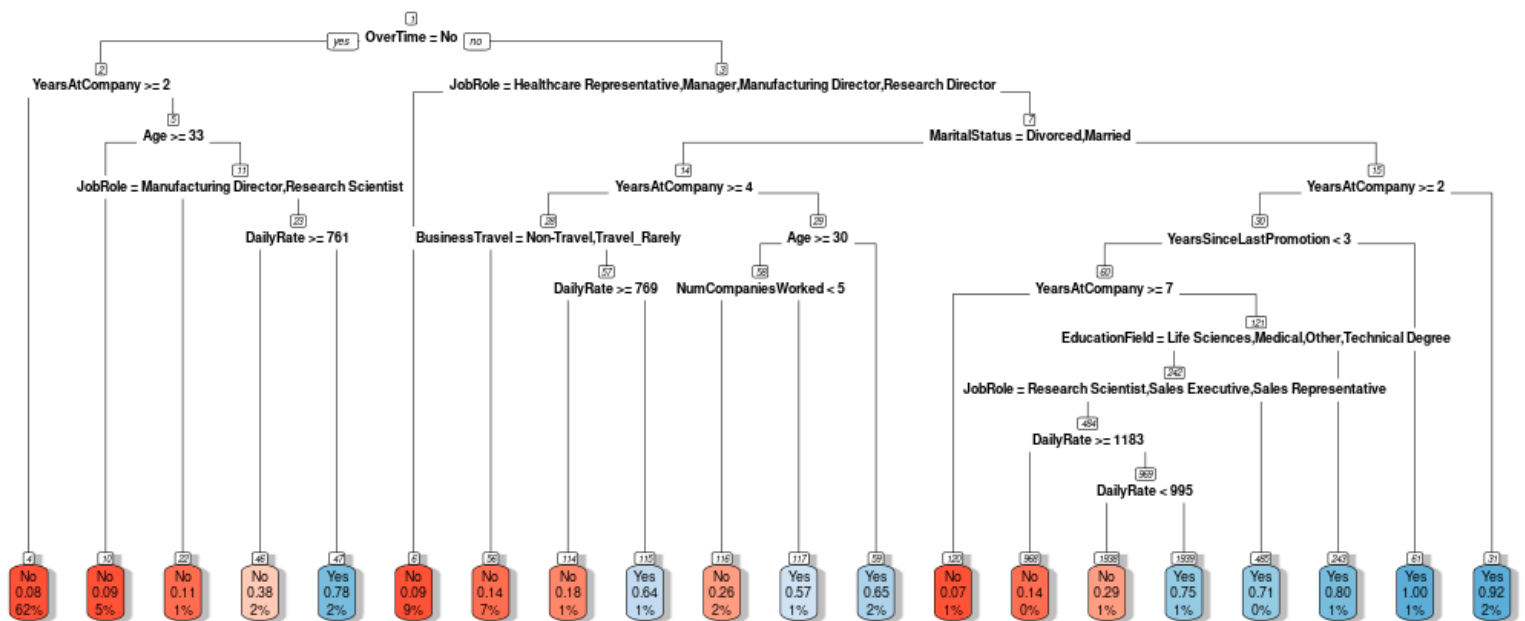 1
yes OverTime = No no
2 3
YearsAtCompany >= 2 JobRole = Healthcare Representative,Manager,Manufacturing Director,Research Director
5 7
Age >= 33 MaritalStatus = Divorced,Married
11 14 15
JobRole = Manufacturing Director,Research Scientist YearsAtCompany >= 4 YearsAtCompany >= 2
23 28 29 30
DailyRate >= 761 BusinessTravel = Non-Travel,Travel_Rarely Age >= 30 YearsSinceLastPromotion < 3
57 58 60
DailyRate >= 769 NumCompaniesWorked < 5 YearsAtCompany >= 7
121
EducationField = Life Sciences,Medical,Other,Technical Degree
242
JobRole = Research Scientist,Sales Executive,Sales Representative
484
DailyRate >= 1183
969
DailyRate < 995
4 10 22 46 47 6 56 114 115 116 117 59 120 968 1938 1939 485 243 61 31
No No No No Yes No No No Yes No Yes Yes No No No Yes Yes Yes Yes Yes
0.08 0.09 0.11 0.38 0.78 0.09 0.14 0.18 0.64 0.26 0.57 0.65 0.07 0.14 0.29 0.75 0.71 0.80 1.00 0.92
62% 5% 1% 2% 2% 9% 7% 1% 1% 2% 1% 2% 1% 0% 1% 1% 0% 1% 1% 2%